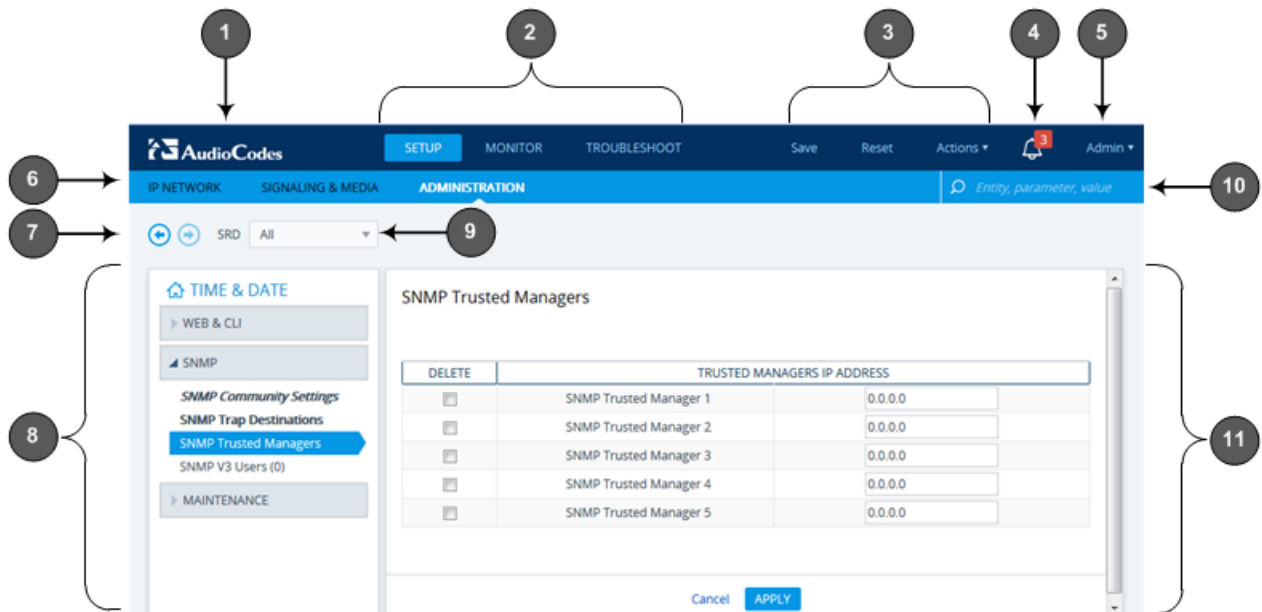 1 2 3 4 5
AudioCodes SETUP MONITOR TROUBLESHOOT Save Reset Actions 3 Admin
6 IP NETWORK SIGNALING & MEDIA ADMINISTRATION Entity, parameter, value 10
7 SRD All 9
TIME & DATE
WEB & CLI
SNMP
SNMP Community Settings
SNMP Trap Destinations
SNMP Trusted Managers
SNMP V3 Users (0)
MAINTENANCE
8
SNMP Trusted Managers
DELETE TRUSTED MANAGERS IP ADDRESS
SNMP Trusted Manager 1 0.0.0.0
SNMP Trusted Manager 2 0.0.0.0
SNMP Trusted Manager 3 0.0.0.0
SNMP Trusted Manager 4 0.0.0.0
SNMP Trusted Manager 5 0.0.0.0
Cancel APPLY
11